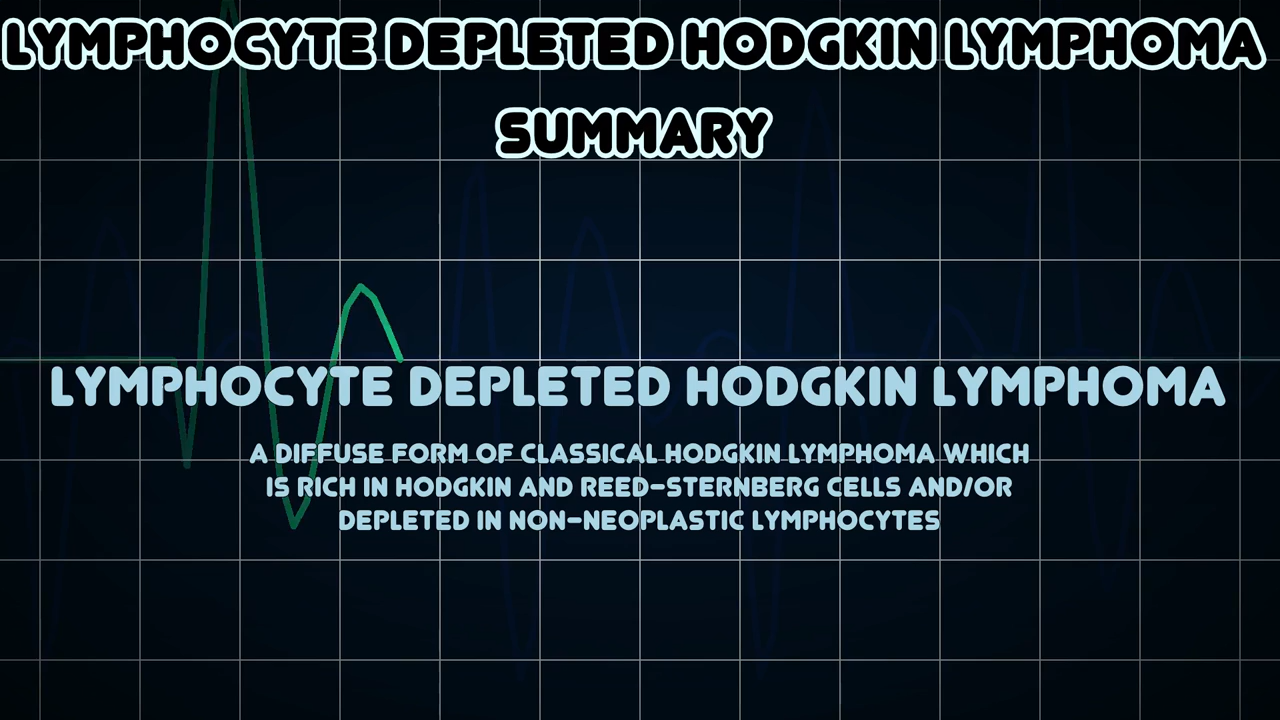 LYMPHOCYTE DEPLETED HODGKIN LYMPHOMA
SUMMARY
LYMPHOCYTE DEPLETED HODGKIN LYMPHOMA
A DIFFUSE FORM OF CLASSICAL HODGKIN LYMPHOMA WHICH
IS RICH IN HODGKIN AND REED-STERNBERG CELLS AND/OR
DEPLETED IN NON-NEOPLASTIC LYMPHOCYTES